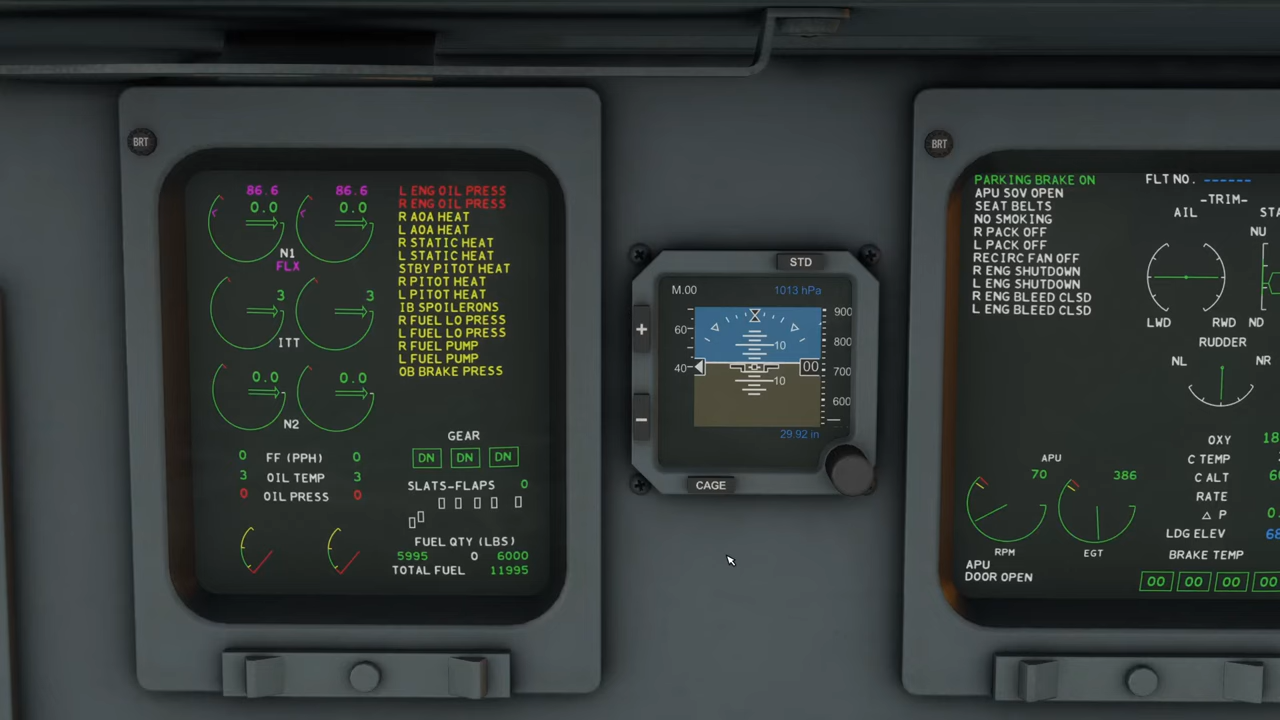 BRT
86.6 86.6
0.0 0.0
N1
FLX
3 3
ITT
0.0 0.0
N2
0 FF (PPH) 0
3 OIL TEMP 3
0 OIL PRESS 0
L ENG OIL PRESS
R ENG OIL PRESS
R AOA HEAT
L AOA HEAT
R STATIC HEAT
L STATIC HEAT
STBY PITOT HEAT
R PITOT HEAT
L PITOT HEAT
IB SPOILERONS
R FUEL LO PRESS
L FUEL LO PRESS
R FUEL PUMP
L FUEL PUMP
OB BRAKE PRESS
GEAR
DN DN DN
SLATS-FLAPS 0
FUEL QTY (LBS)
5995 0 6000
TOTAL FUEL 11995
STD
M.00 1013 hPa
60
40
+
−
10
10
900
800
00
700
600
29.92 in
CAGE
BRT
PARKING BRAKE ON
APU SOV OPEN
SEAT BELTS
NO SMOKING
R PACK OFF
L PACK OFF
RECIRC FAN OFF
R ENG SHUTDOWN
L ENG SHUTDOWN
R ENG BLEED CLSD
L ENG BLEED CLSD
FLT NO. ------
-TRIM-
AIL
NU
LWD RWD ND
RUDDER
NL NR
APU
70 386
RPM EGT
APU
DOOR OPEN
OXY 18
C TEMP
C ALT
RATE
△ P 0.
LDG ELEV 68
BRAKE TEMP
00 00 00 00